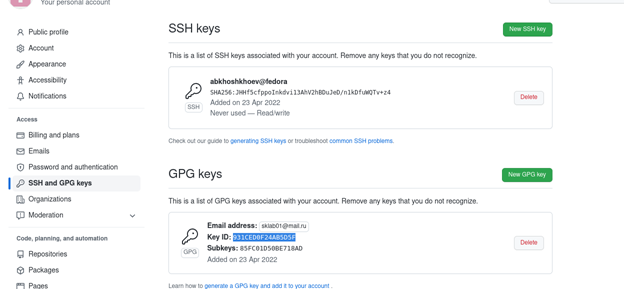 Your personal account
Public profile
Account
Appearance
Accessibility
Notifications
Access
Billing and plans
Emails
Password and authentication
SSH and GPG keys
Organizations
Moderation
Code, planning, and automation
Repositories
Packages
Pages
SSH keys
New SSH key
This is a list of SSH keys associated with your account. Remove any keys that you do not recognize.
abkhoshkhoev@fedora
SSH
Added on 23 Apr 2022
Never used — Read/write
Delete
Check out our guide to generating SSH keys or troubleshoot common SSH problems.
GPG keys
New GPG key
This is a list of GPG keys associated with your account. Remove any keys that you do not recognize.
Email address: sklab01@mail.ru
Key ID: 931CED0F24AB5D5F
Subkeys: 85FC01D50BE718AD
GPG
Added on 23 Apr 2022
Delete
Learn how to generate a GPG key and add it to your account .